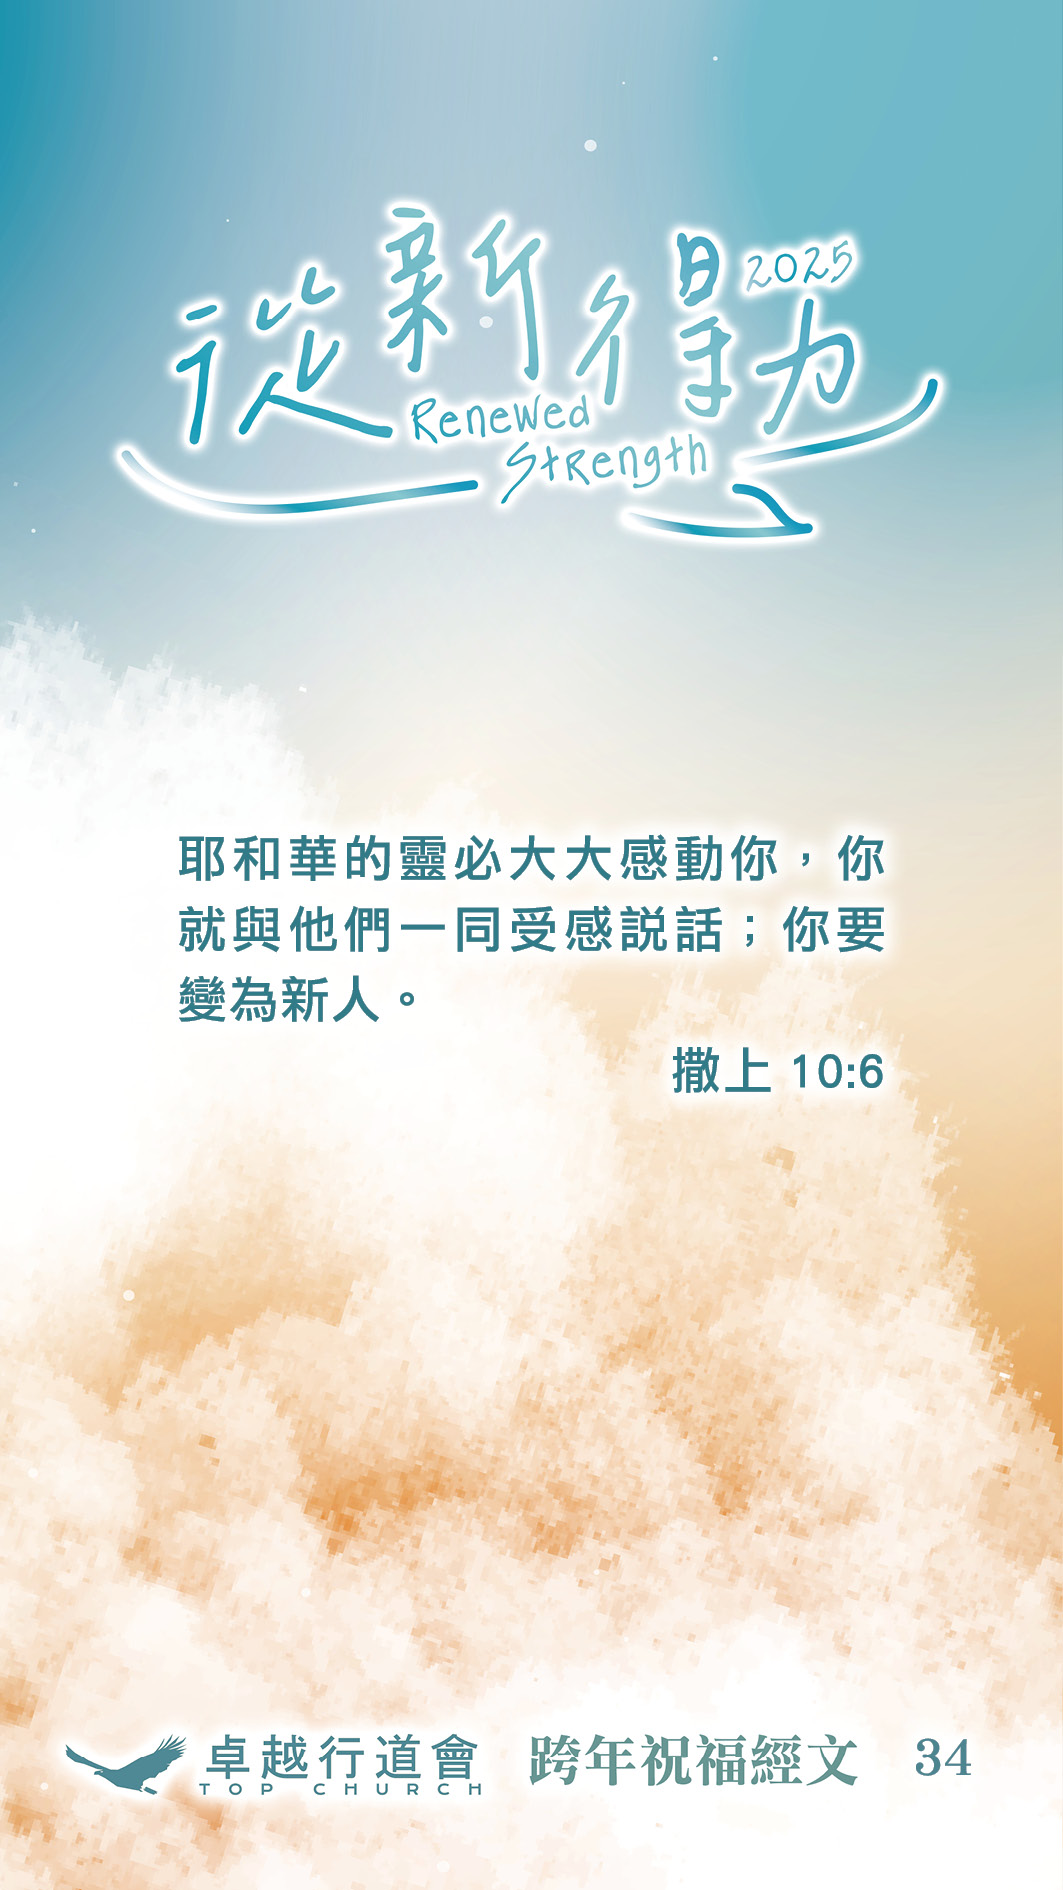 從新得力 2025
Renewed
Strength
耶和華的靈必大大感動你，你
就與他們一同受感説話；你要
變為新人。
撒上 10:6
卓越行道會 跨年祝福經文 34
TOP CHURCH